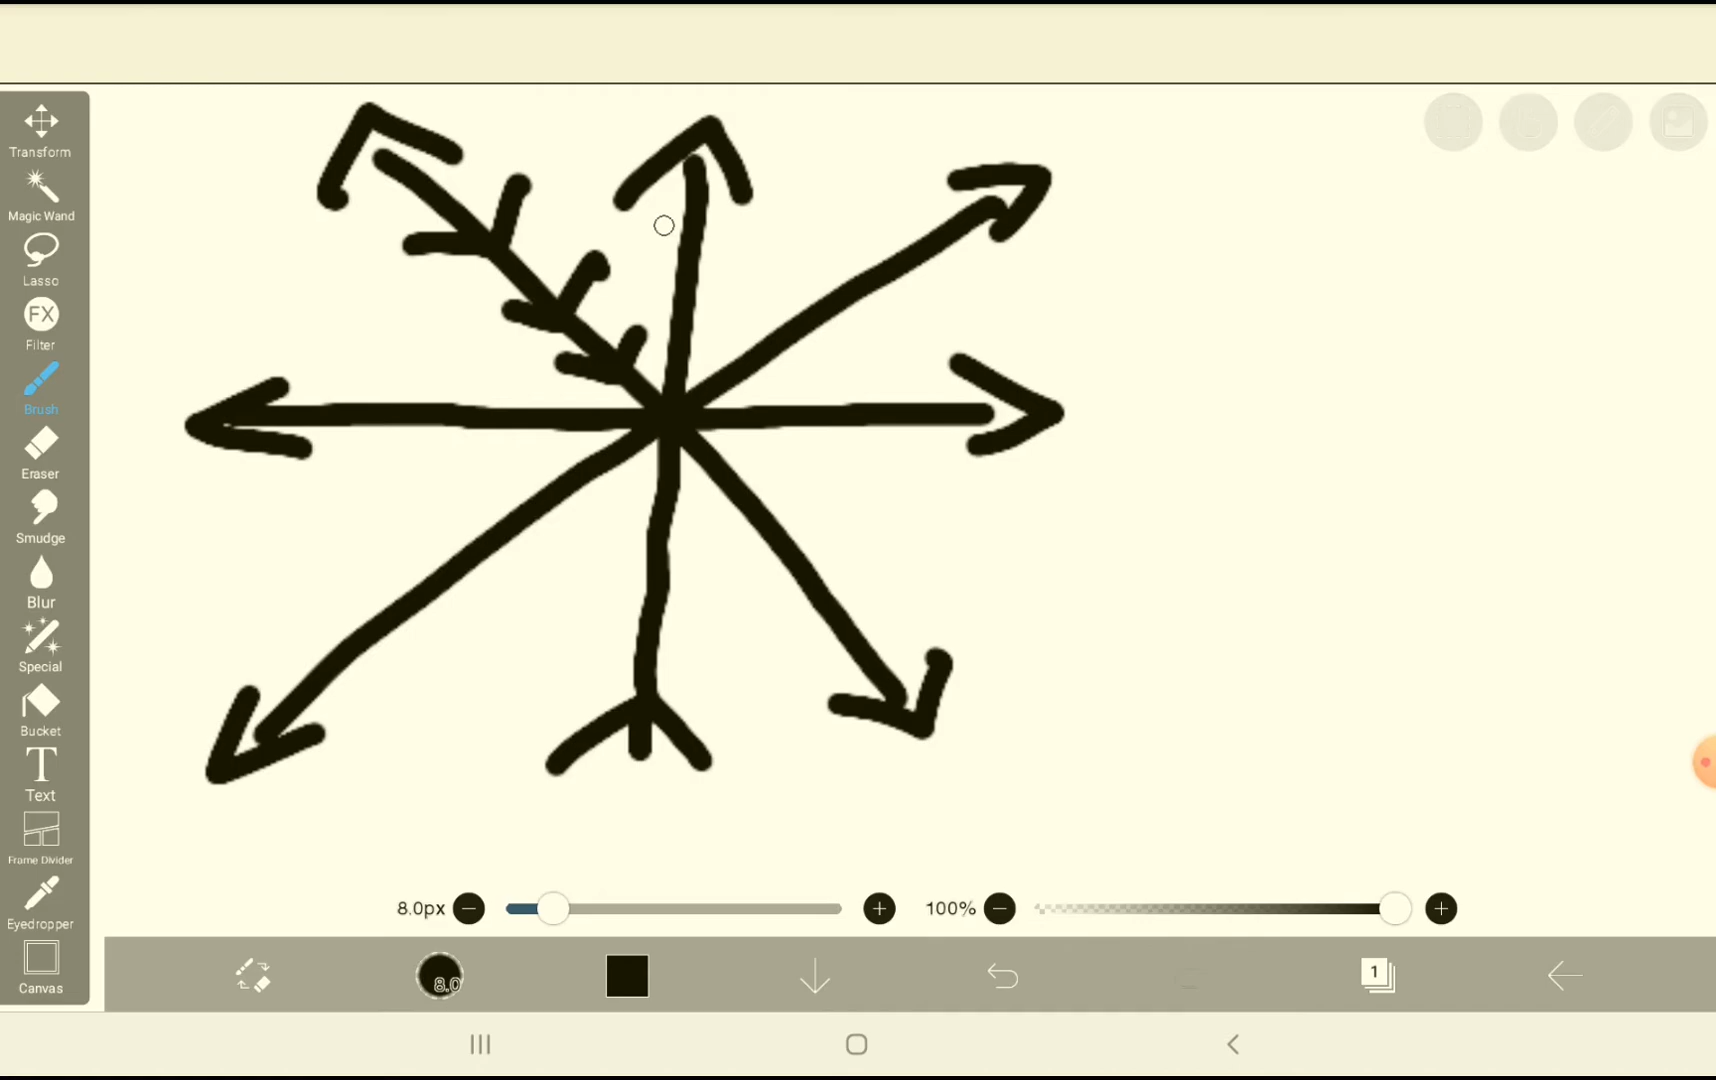 Transform
Magic Wand
Lasso
FX
Filter
Brush
Eraser
Smudge
Blur
Special
Bucket
T
Text
Frame Divider
Eyedropper
Canvas
8.0px
100%
8.0
1